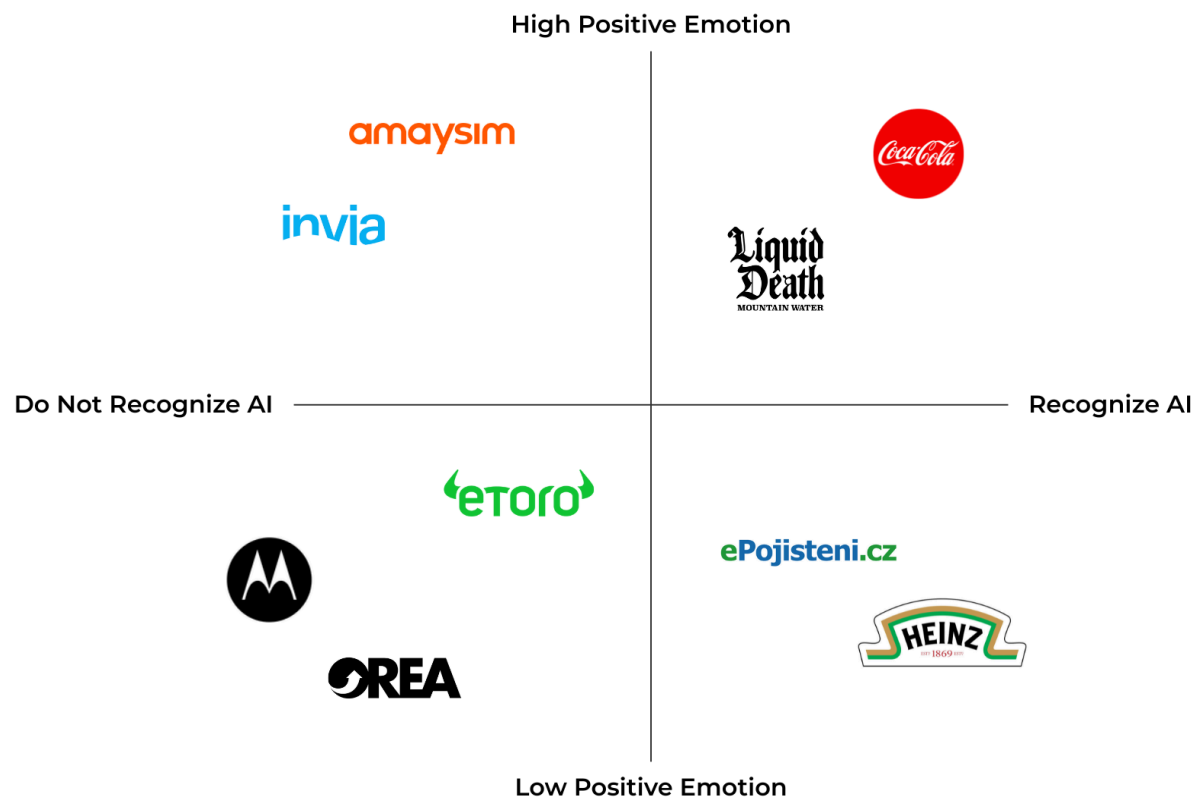 High Positive Emotion
amaysim
Coca-Cola
invia
Liquid
Death
MOUNTAIN WATER
Do Not Recognize AI
Recognize AI
eToro
ePojisteni.cz
HEINZ
EST 1869
OREA
Low Positive Emotion